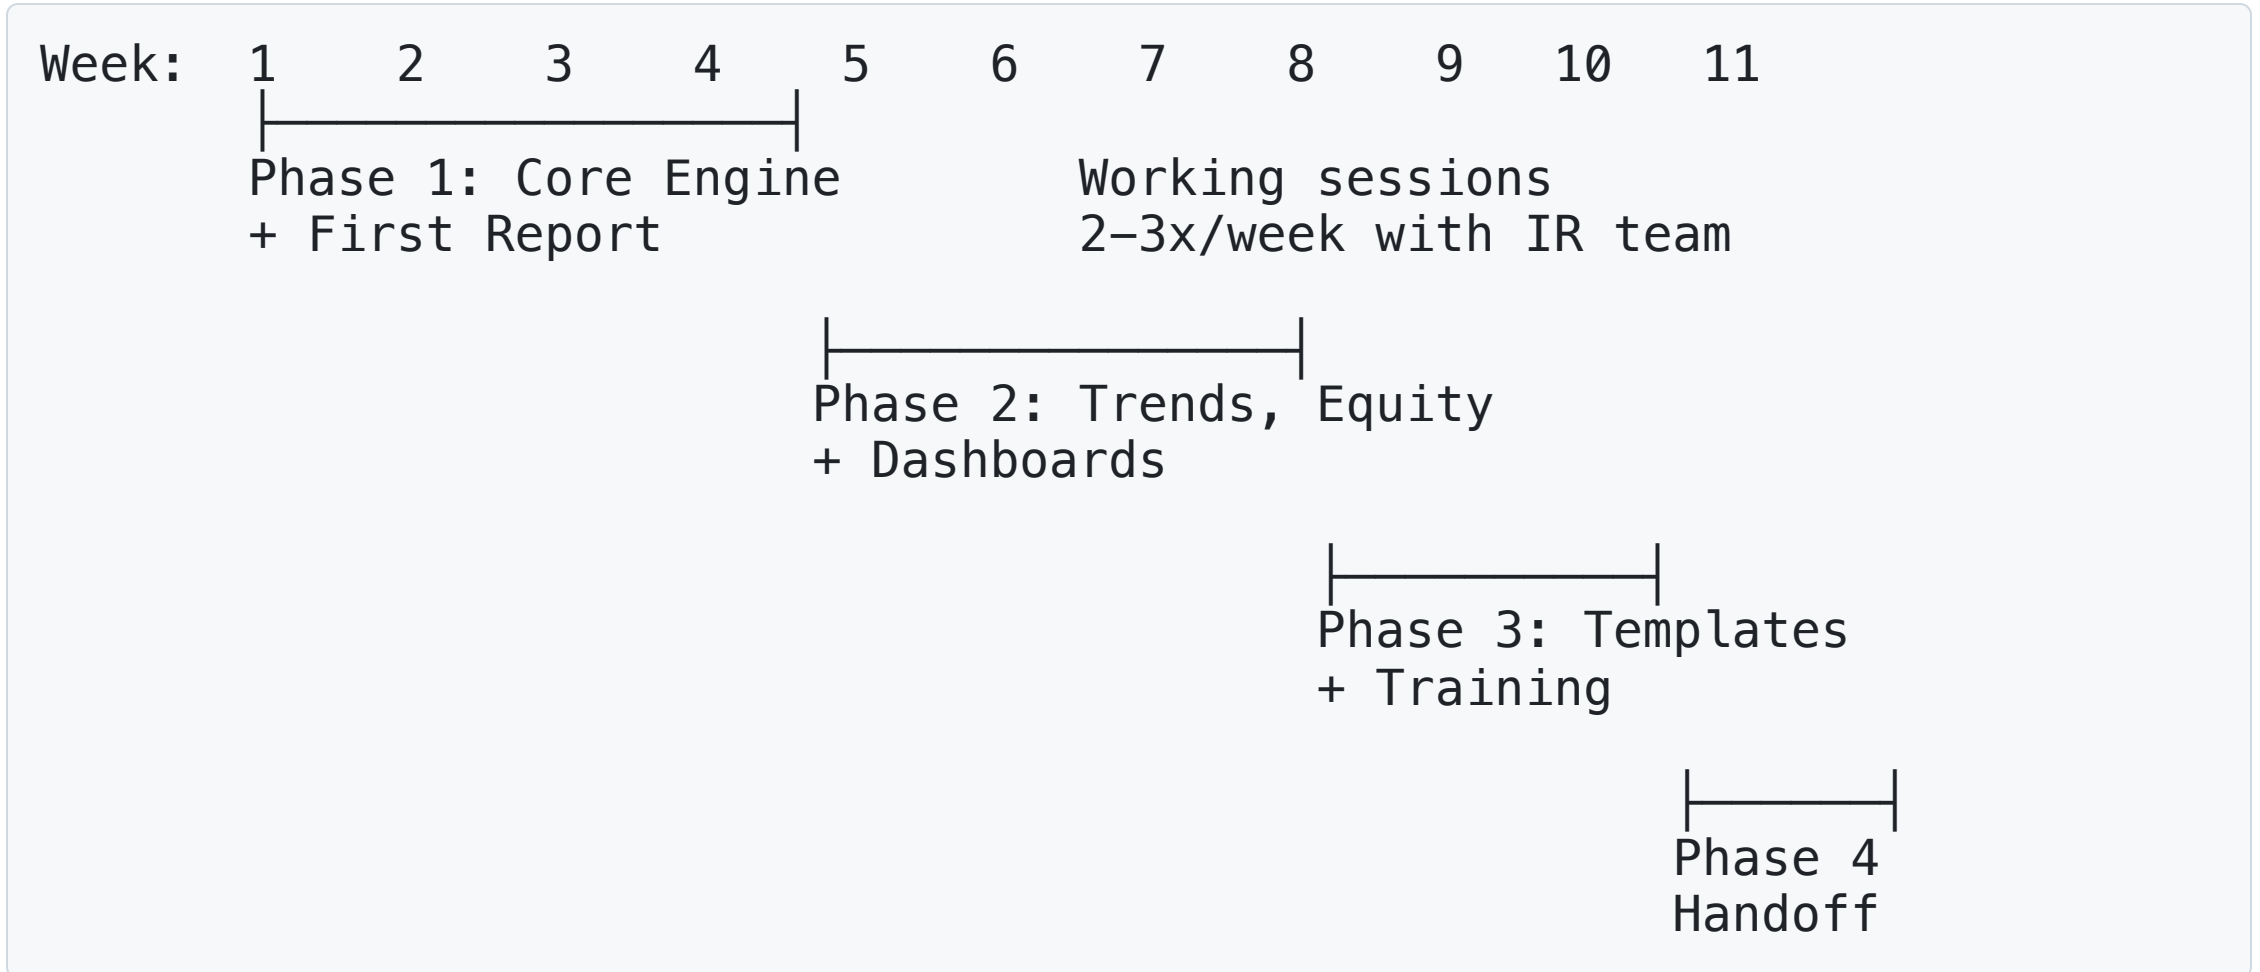 Week:  1    2    3    4    5    6    7    8    9   10   11
Phase 1: Core Engine        Working sessions
+ First Report              2–3x/week with IR team
Phase 2: Trends, Equity
+ Dashboards
Phase 3: Templates
+ Training
Phase 4
Handoff